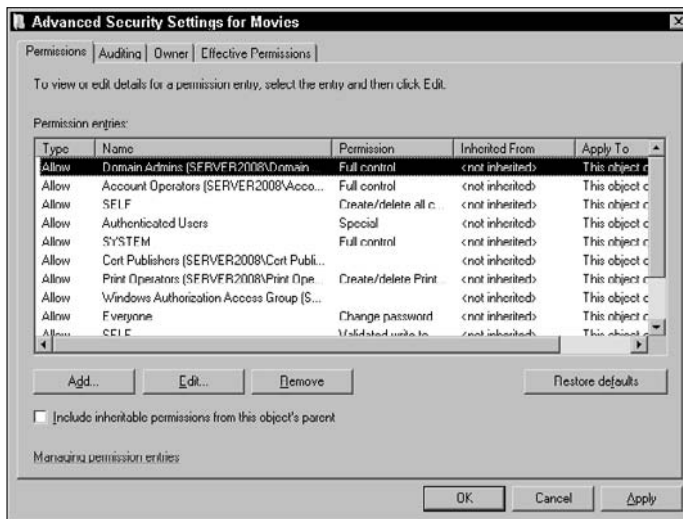 Advanced Security Settings for Movies
Permissions Auditing Owner Effective Permissions
To view or edit details for a permission entry, select the entry and then click Edit.
Permission entries:
Type Name Permission Inherited From Apply To
Allow Domain Admins (SERVER2008\Domain Full control <not inherited> This object o
Allow Account Operators (SERVER2008\Acco... Full control <not inherited> This object o
Allow SELF Create/delete all c... <not inherited> This object o
Allow Authenticated Users Special <not inherited> This object o
Allow SYSTEM Full control <not inherited> This object o
Allow Cert Publishers (SERVER2008\Cert Publi... <not inherited> This object o
Allow Print Operators (SERVER2008\Print Ope... Create/delete Print... <not inherited> This object o
Allow Windows Authorization Access Group (S... <not inherited> This object o
Allow Everyone Change password <not inherited> This object o
Allow SELF Validated write to <not inherited> This object o
Add... Edit... Remove Restore defaults
Include inheritable permissions from this object's parent
Managing permission entries
OK Cancel Apply